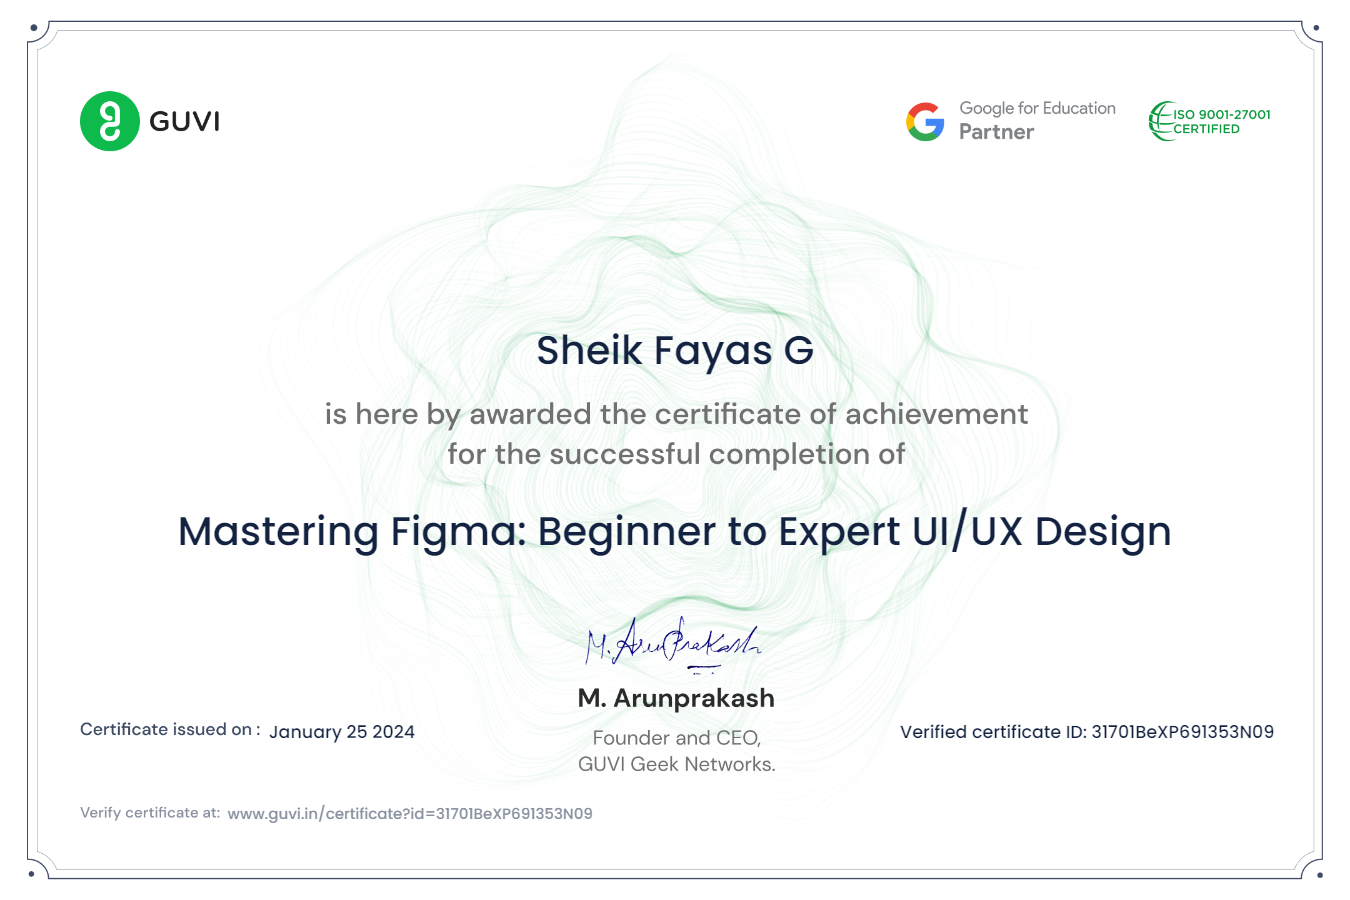 GUVI
Google for Education
Partner
ISO 9001-27001
CERTIFIED
Sheik Fayas G
is here by awarded the certificate of achievement
for the successful completion of
Mastering Figma: Beginner to Expert UI/UX Design
M. ArunPrakash
M. Arunprakash
Founder and CEO,
GUVI Geek Networks.
Certificate issued on : January 25 2024
Verified certificate ID: 31701BeXP691353N09
Verify certificate at: www.guvi.in/certificate?id=31701BeXP691353N09